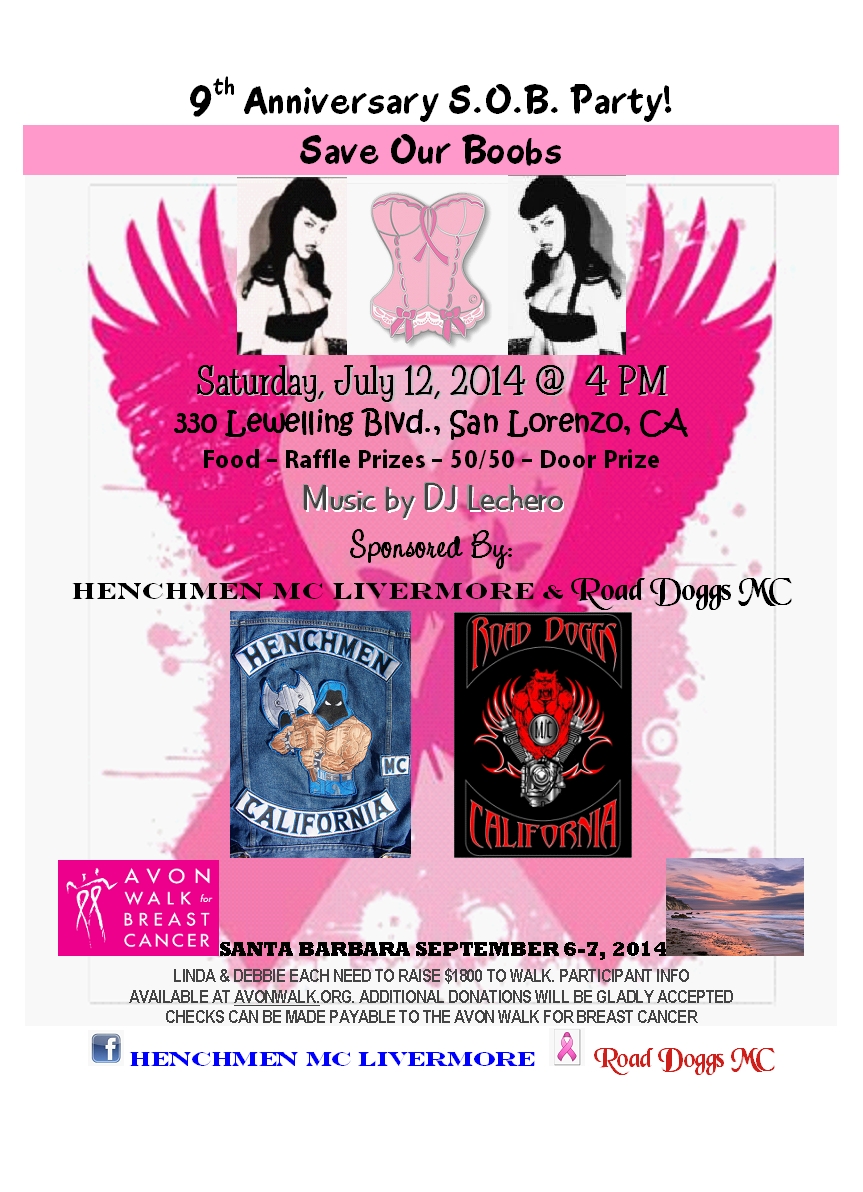 9th Anniversary S.O.B. Party!
Save Our Boobs
Saturday, July 12, 2014 @ 4 PM
330 Lewelling Blvd., San Lorenzo, CA
Food – Raffle Prizes – 50/50 – Door Prize
Music by DJ Lechero
Sponsored By:
HENCHMEN MC LIVERMORE & Road Doggs MC
HENCHMEN
MC
CALIFORNIA
ROAD DOGGS
M/C
CALIFORNIA
AVON
WALK for
BREAST
CANCER
SANTA BARBARA SEPTEMBER 6-7, 2014
LINDA & DEBBIE EACH NEED TO RAISE $1800 TO WALK. PARTICIPANT INFO
AVAILABLE AT AVONWALK.ORG. ADDITIONAL DONATIONS WILL BE GLADLY ACCEPTED
CHECKS CAN BE MADE PAYABLE TO THE AVON WALK FOR BREAST CANCER
f HENCHMEN MC LIVERMORE Road Doggs MC